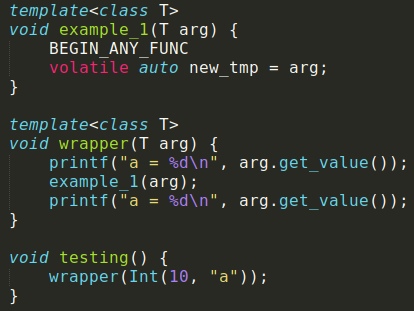 template<class T>
void example_1(T arg) {
    BEGIN_ANY_FUNC
    volatile auto new_tmp = arg;
}

template<class T>
void wrapper(T arg) {
    printf("a = %d\n", arg.get_value());
    example_1(arg);
    printf("a = %d\n", arg.get_value());
}

void testing() {
    wrapper(Int(10, "a"));
}